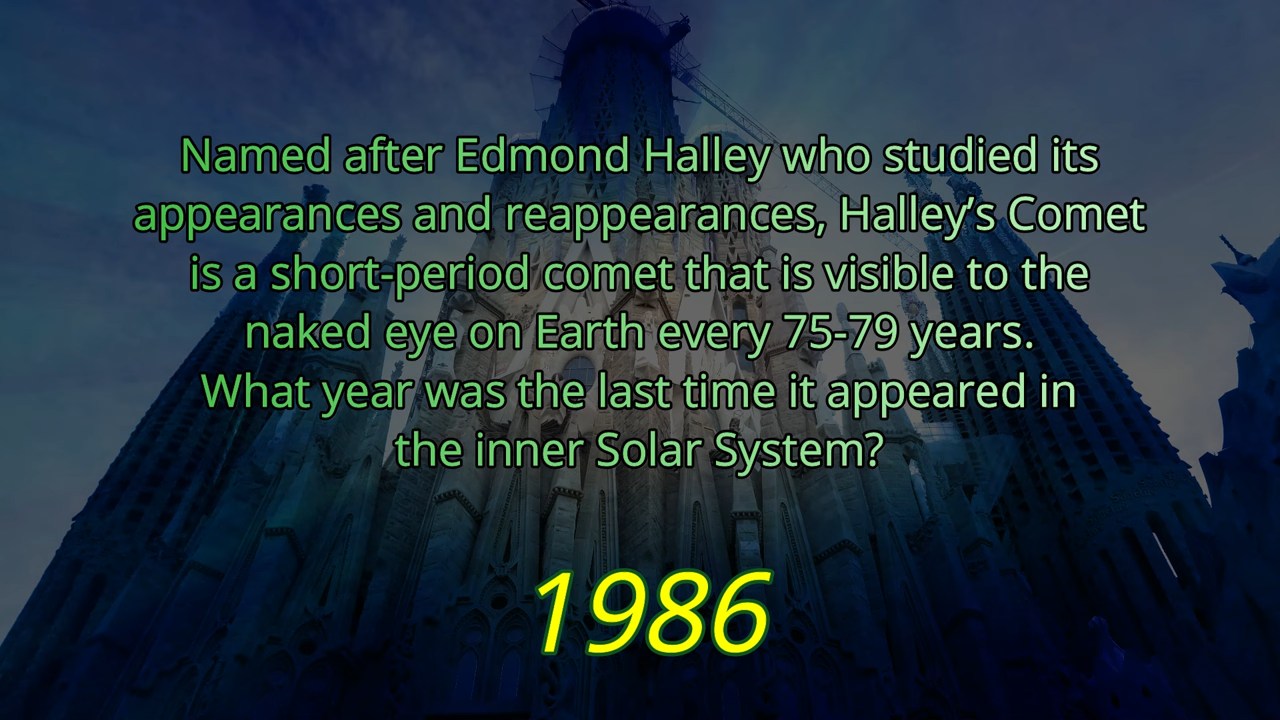 Named after Edmond Halley who studied its
appearances and reappearances, Halley’s Comet
is a short-period comet that is visible to the
naked eye on Earth every 75-79 years.
What year was the last time it appeared in
the inner Solar System?
1986